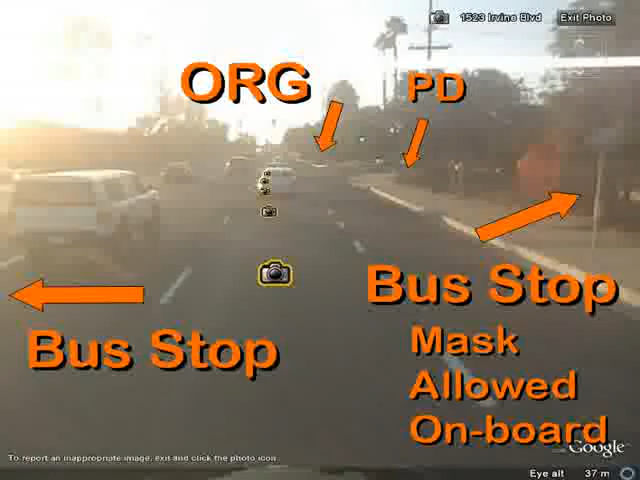 1523 Irvine Blvd
Exit Photo
ORG
PD
Bus Stop
Bus Stop
Mask
Allowed
On-board
Google
To report an inappropriate image, exit and click the photo icon.
Eye alt 37 m